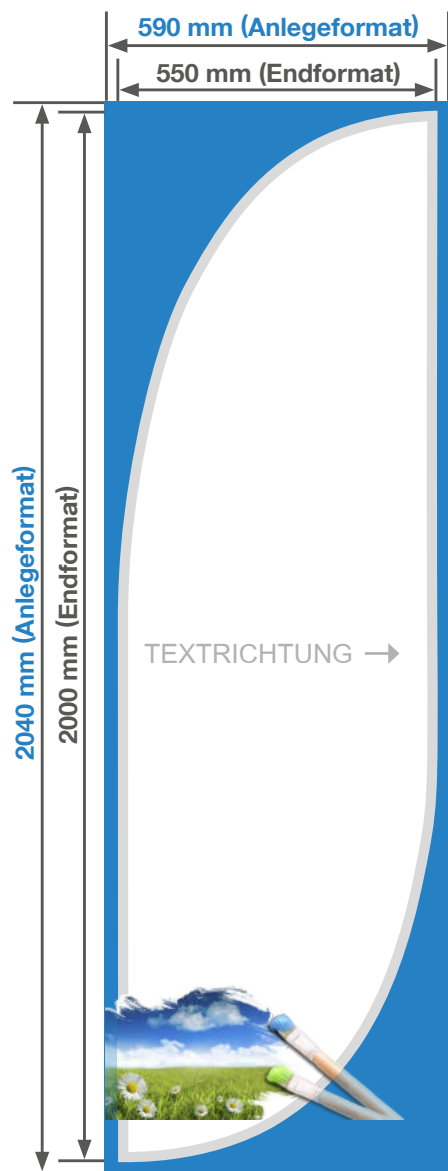 590 mm (Anlegeformat)
550 mm (Endformat)
2040 mm (Anlegeformat)
2000 mm (Endformat)
TEXTRICHTUNG →